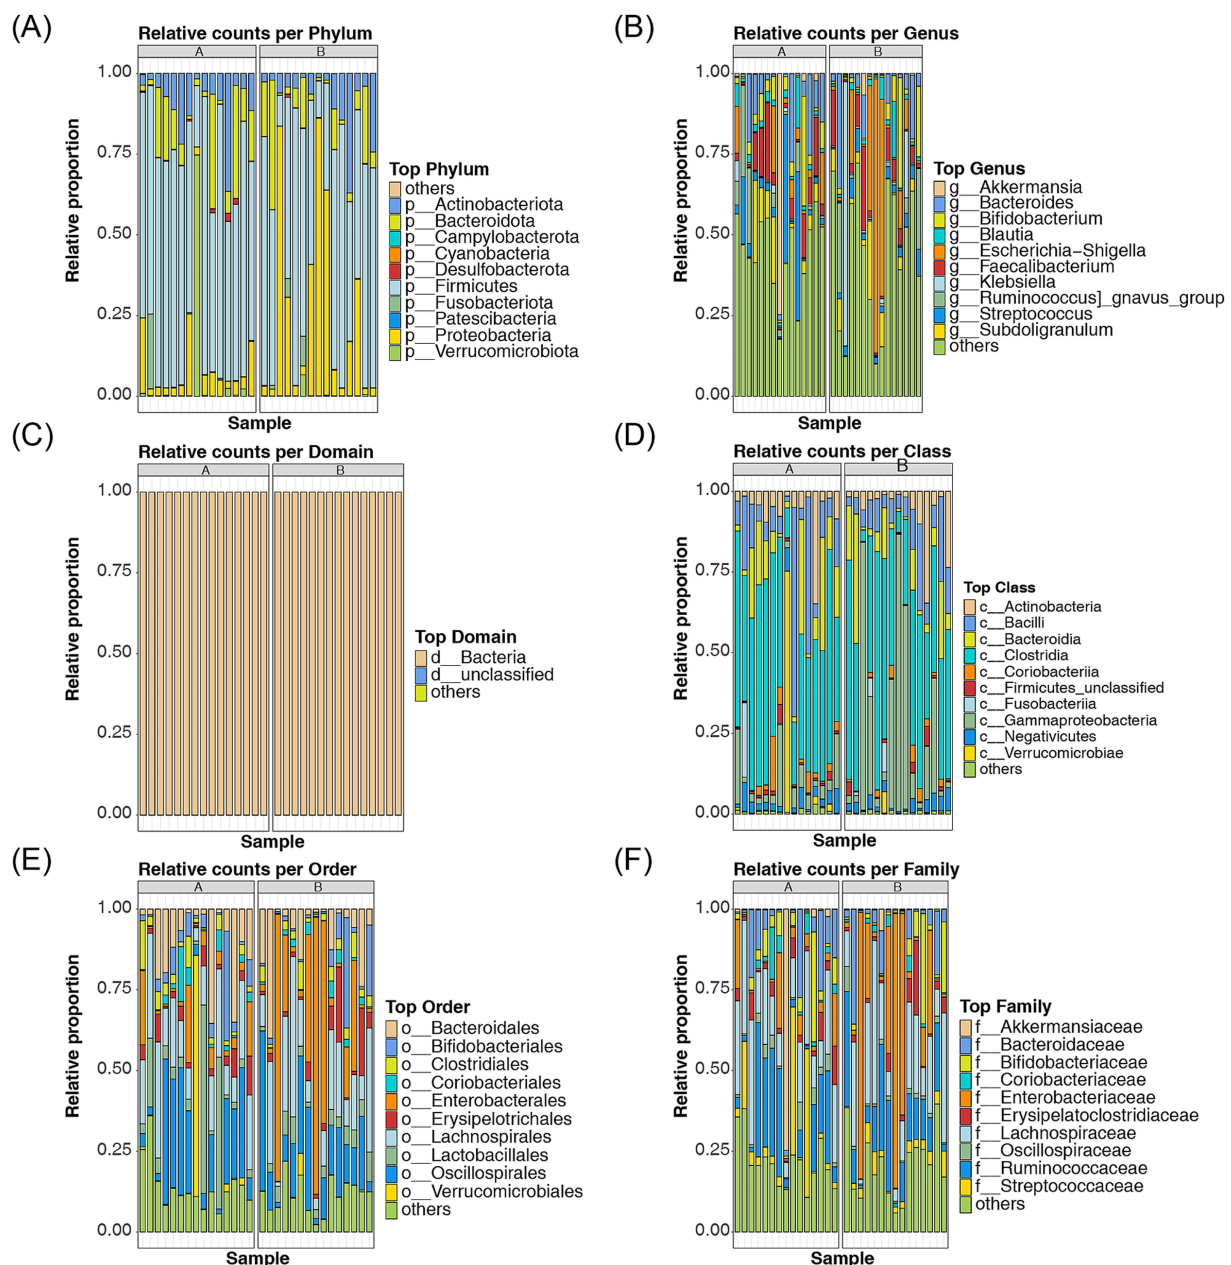 (A)
Relative counts per Phylum
A
B
1.00
0.75
0.50
0.25
0.00
Relative proportion
Sample
Top Phylum
others
p__Actinobacteriota
p__Bacteroidota
p__Campylobacterota
p__Cyanobacteria
p__Desulfobacterota
p__Firmicutes
p__Fusobacteriota
p__Patescibacteria
p__Proteobacteria
p__Verrucomicrobiota
(B)
Relative counts per Genus
A
B
1.00
0.75
0.50
0.25
0.00
Relative proportion
Sample
Top Genus
g__Akkermansia
g__Bacteroides
g__Bifidobacterium
g__Blautia
g__Escherichia−Shigella
g__Faecalibacterium
g__Klebsiella
g__Ruminococcus]_gnavus_group
g__Streptococcus
g__Subdoligranulum
others
(C)
Relative counts per Domain
A
B
1.00
0.75
0.50
0.25
0.00
Relative proportion
Sample
Top Domain
d__Bacteria
d__unclassified
others
(D)
Relative counts per Class
A
B
1.00
0.75
0.50
0.25
0.00
Relative proportion
Sample
Top Class
c__Actinobacteria
c__Bacilli
c__Bacteroidia
c__Clostridia
c__Coriobacteriia
c__Firmicutes_unclassified
c__Fusobacteriia
c__Gammaproteobacteria
c__Negativicutes
c__Verrucomicrobiae
others
(E)
Relative counts per Order
A
B
1.00
0.75
0.50
0.25
0.00
Relative proportion
Sample
Top Order
o__Bacteroidales
o__Bifidobacteriales
o__Clostridiales
o__Coriobacteriales
o__Enterobacterales
o__Erysipelotrichales
o__Lachnospirales
o__Lactobacillales
o__Oscillospirales
o__Verrucomicrobiales
others
(F)
Relative counts per Family
A
B
1.00
0.75
0.50
0.25
0.00
Relative proportion
Sample
Top Family
f__Akkermansiaceae
f__Bacteroidaceae
f__Bifidobacteriaceae
f__Coriobacteriaceae
f__Enterobacteriaceae
f__Erysipelatoclostridiaceae
f__Lachnospiraceae
f__Oscillospiraceae
f__Ruminococcaceae
f__Streptococcaceae
others